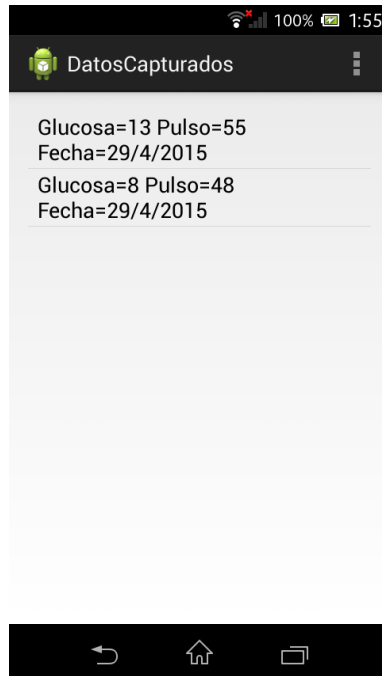 100% 1:55
DatosCapturados
Glucosa=13 Pulso=55
Fecha=29/4/2015
Glucosa=8 Pulso=48
Fecha=29/4/2015